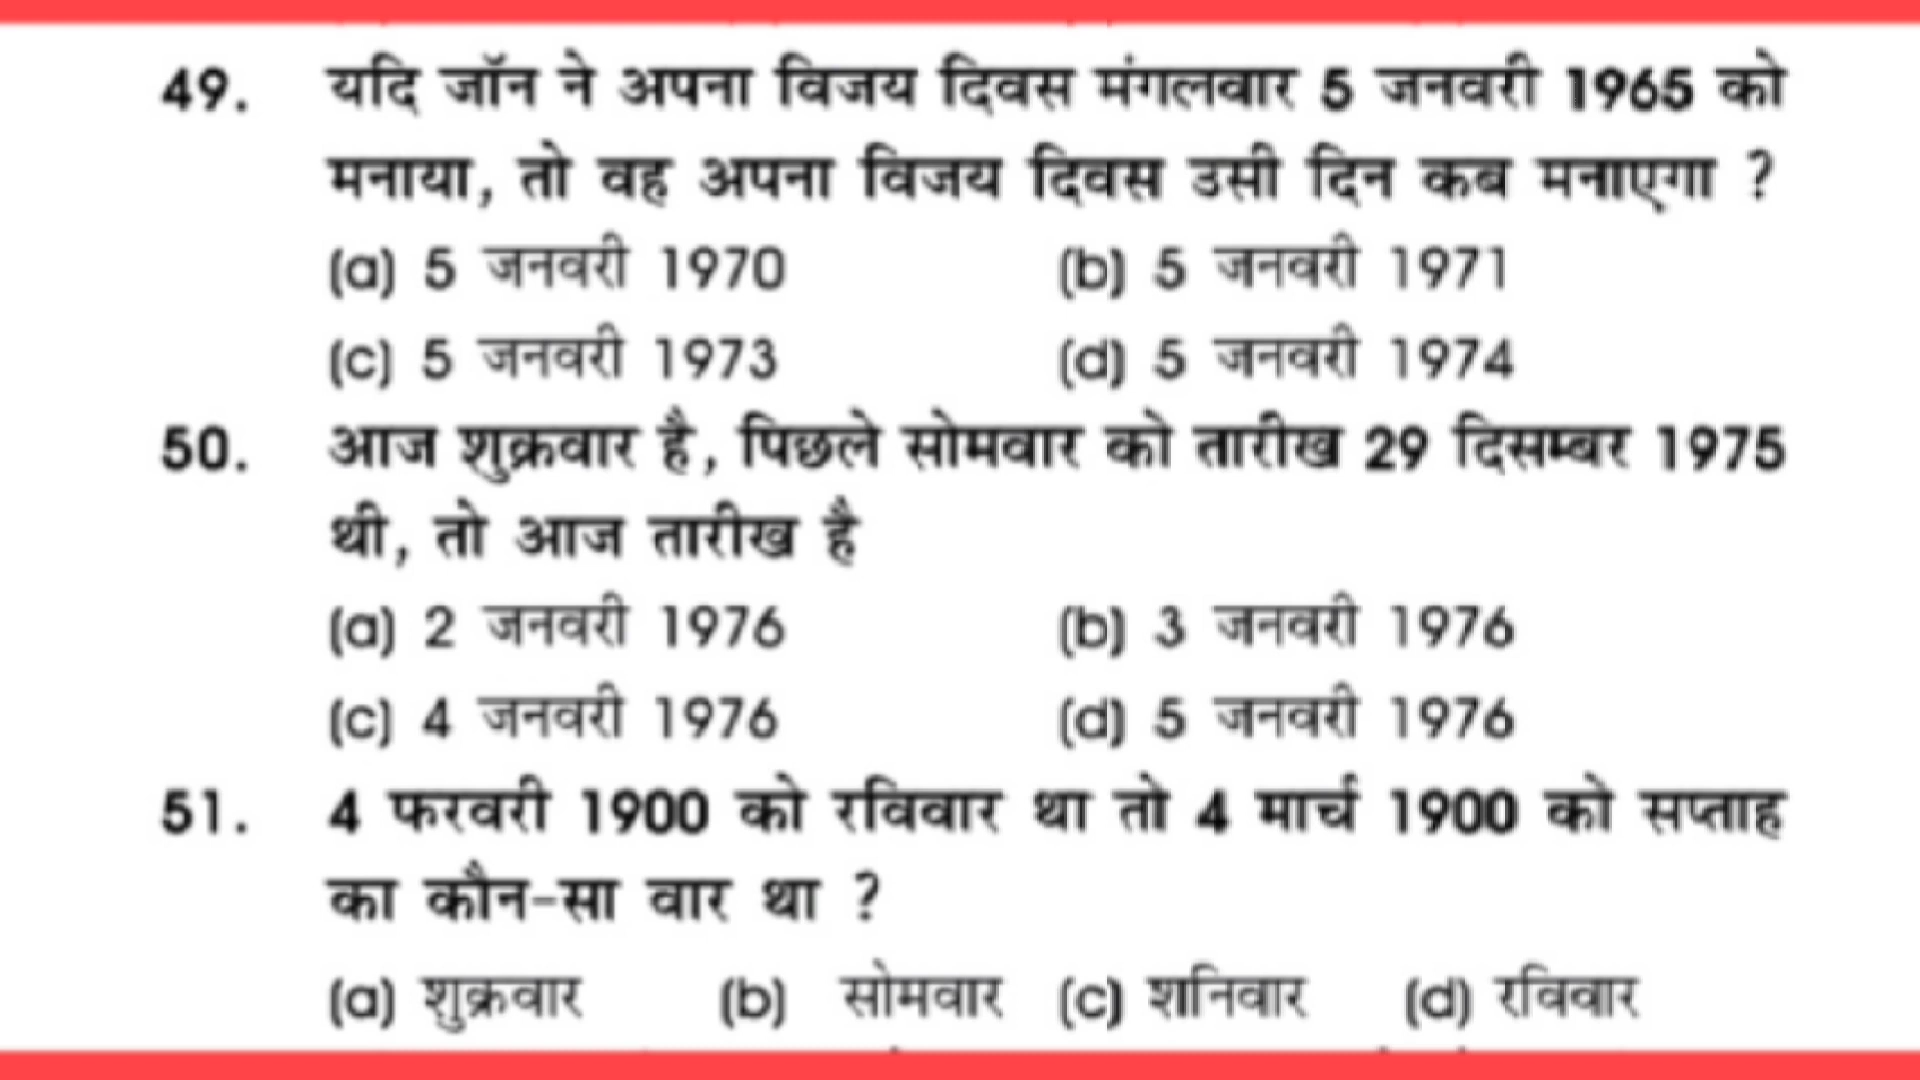 49. यदि जॉन ने अपना विजय दिवस मंगलवार 5 जनवरी 1965 को
मनाया, तो वह अपना विजय दिवस उसी दिन कब मनाएगा ?
(a) 5 जनवरी 1970 (b) 5 जनवरी 1971
(c) 5 जनवरी 1973 (d) 5 जनवरी 1974
50. आज शुक्रवार है, पिछले सोमवार को तारीख 29 दिसम्बर 1975
थी, तो आज तारीख है
(a) 2 जनवरी 1976 (b) 3 जनवरी 1976
(c) 4 जनवरी 1976 (d) 5 जनवरी 1976
51. 4 फरवरी 1900 को रविवार था तो 4 मार्च 1900 को सप्ताह
का कौन-सा वार था ?
(a) शुक्रवार (b) सोमवार (c) शनिवार (d) रविवार